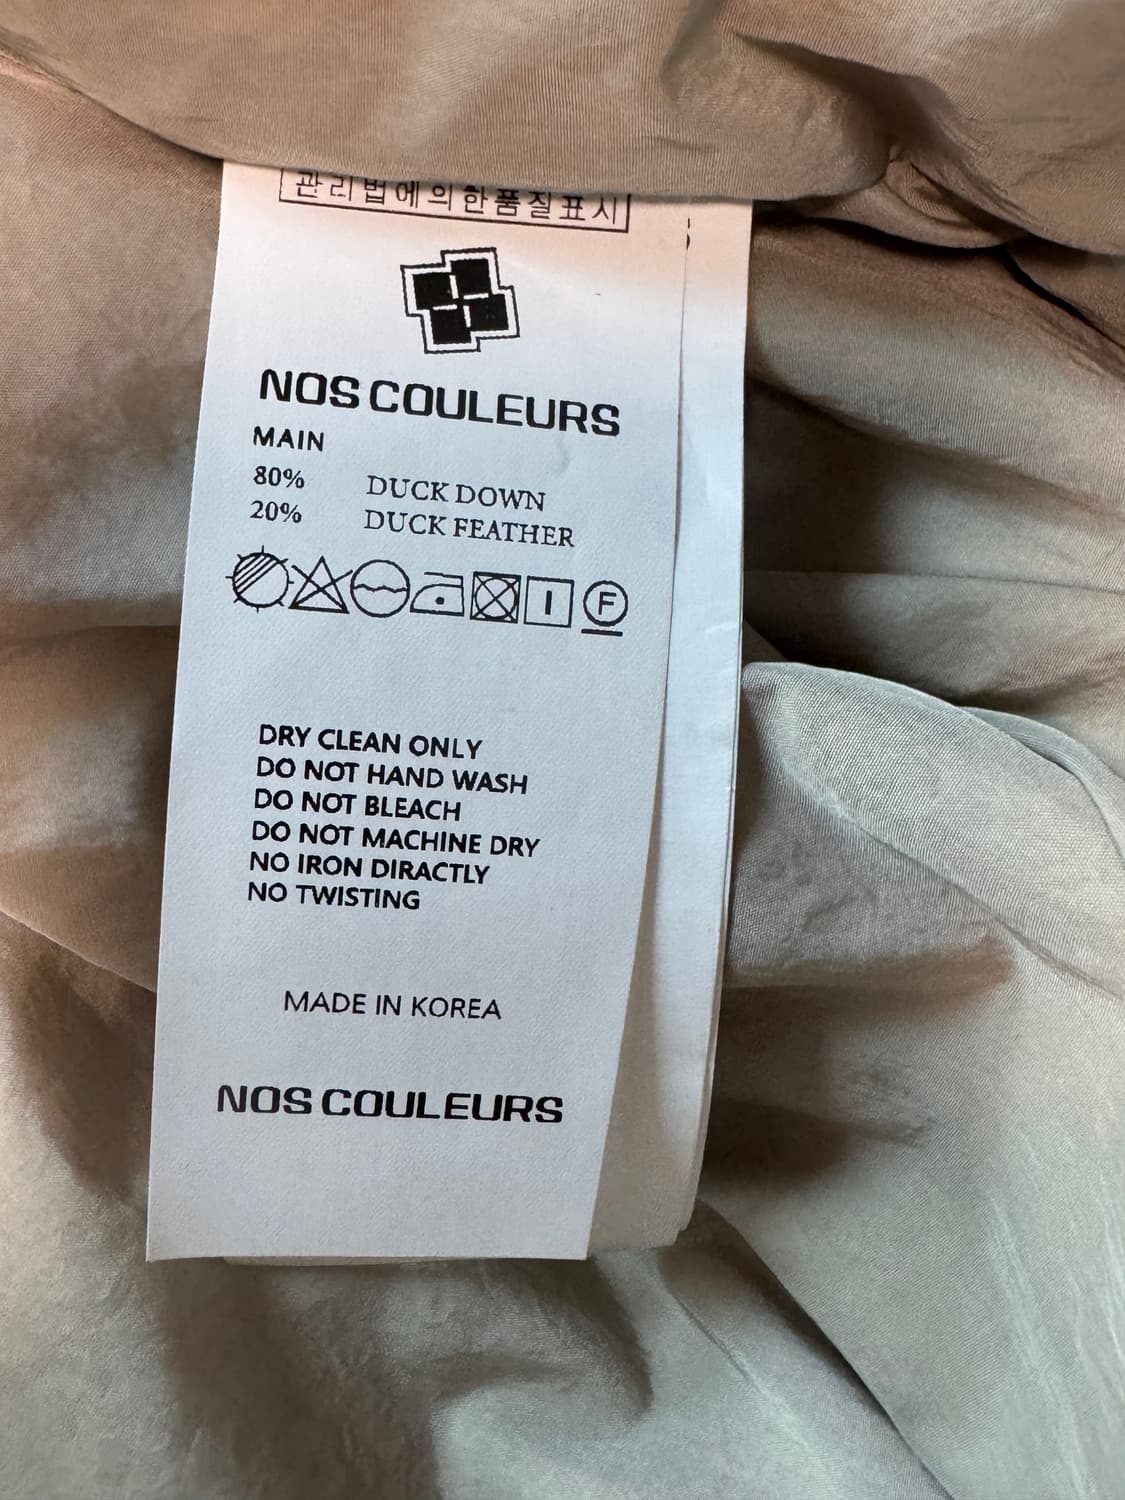 관리법에의한품질표시
NOS COULEURS
MAIN
80% DUCK DOWN
20% DUCK FEATHER
F
DRY CLEAN ONLY
DO NOT HAND WASH
DO NOT BLEACH
DO NOT MACHINE DRY
NO IRON DIRACTLY
NO TWISTING
MADE IN KOREA
NOS COULEURS